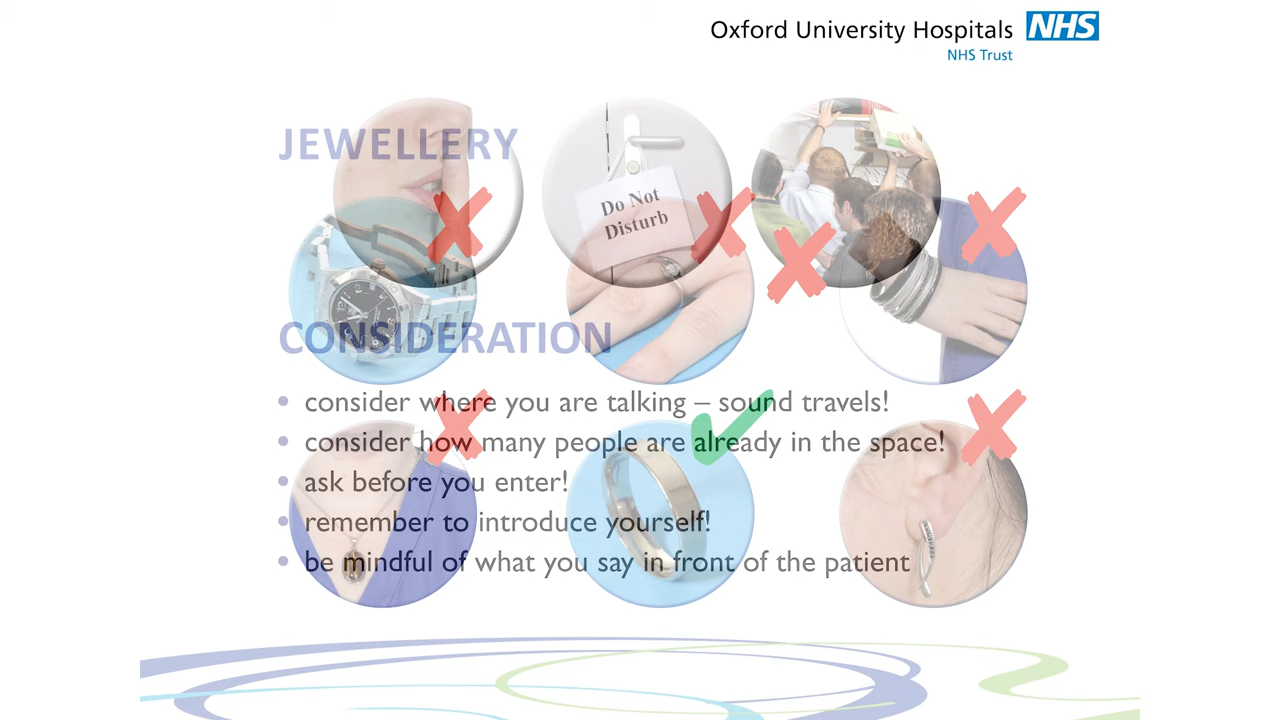 Oxford University Hospitals NHS
NHS Trust
JEWELLERY
Do Not
Disturb
CONSIDERATION
• consider where you are talking – sound travels!
• consider how many people are already in the space!
• ask before you enter!
• remember to introduce yourself!
• be mindful of what you say in front of the patient